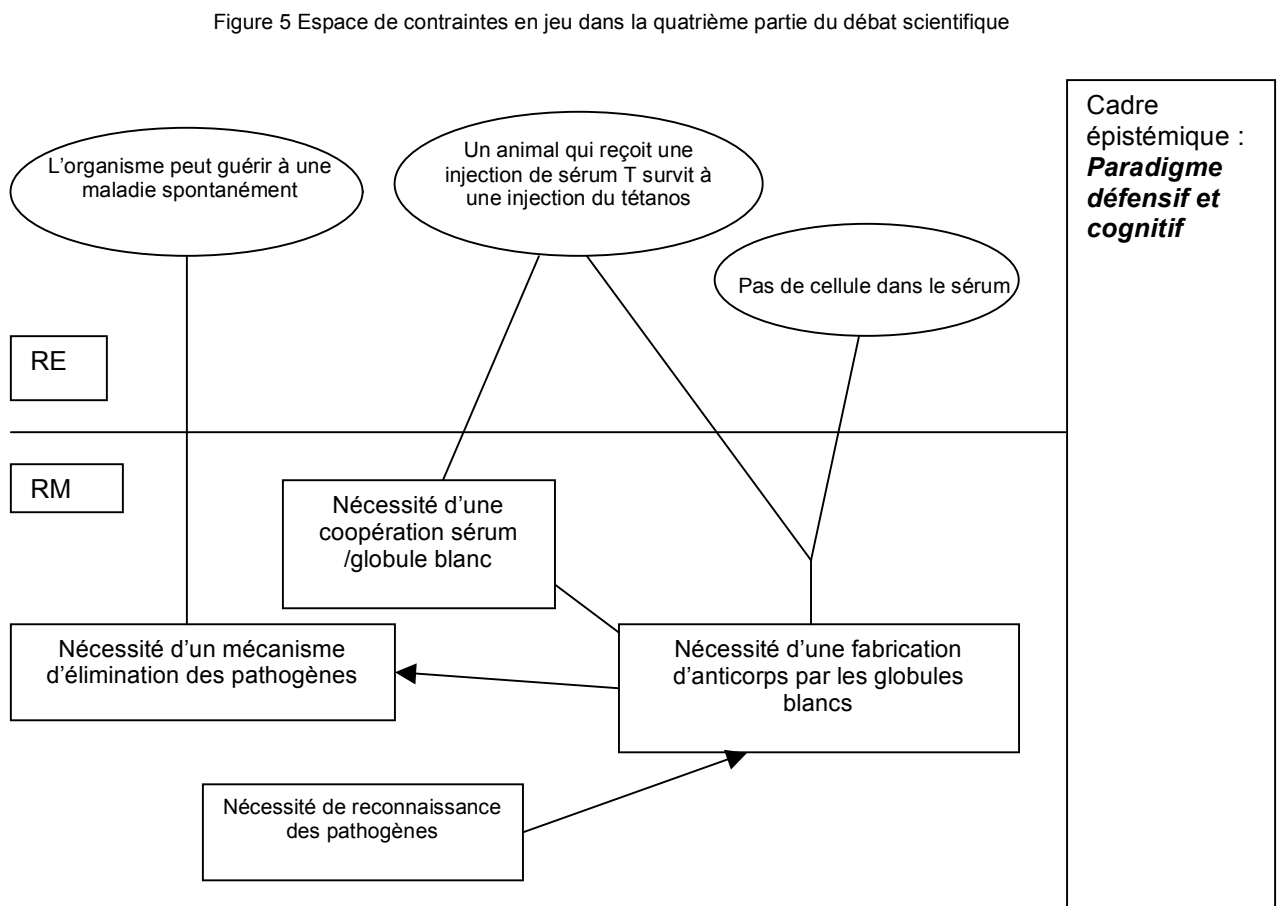 Figure 5 Espace de contraintes en jeu dans la quatrième partie du débat scientifique
L'organisme peut guérir à une
maladie spontanément
Un animal qui reçoit une
injection de sérum T survit à
une injection du tétanos
Pas de cellule dans le sérum
Cadre
épistémique :
Paradigme
défensif et
cognitif
RE
RM
Nécessité d'une
coopération sérum
/globule blanc
Nécessité d'un mécanisme
d'élimination des pathogènes
Nécessité d'une fabrication
d'anticorps par les globules
blancs
Nécessité de reconnaissance
des pathogènes